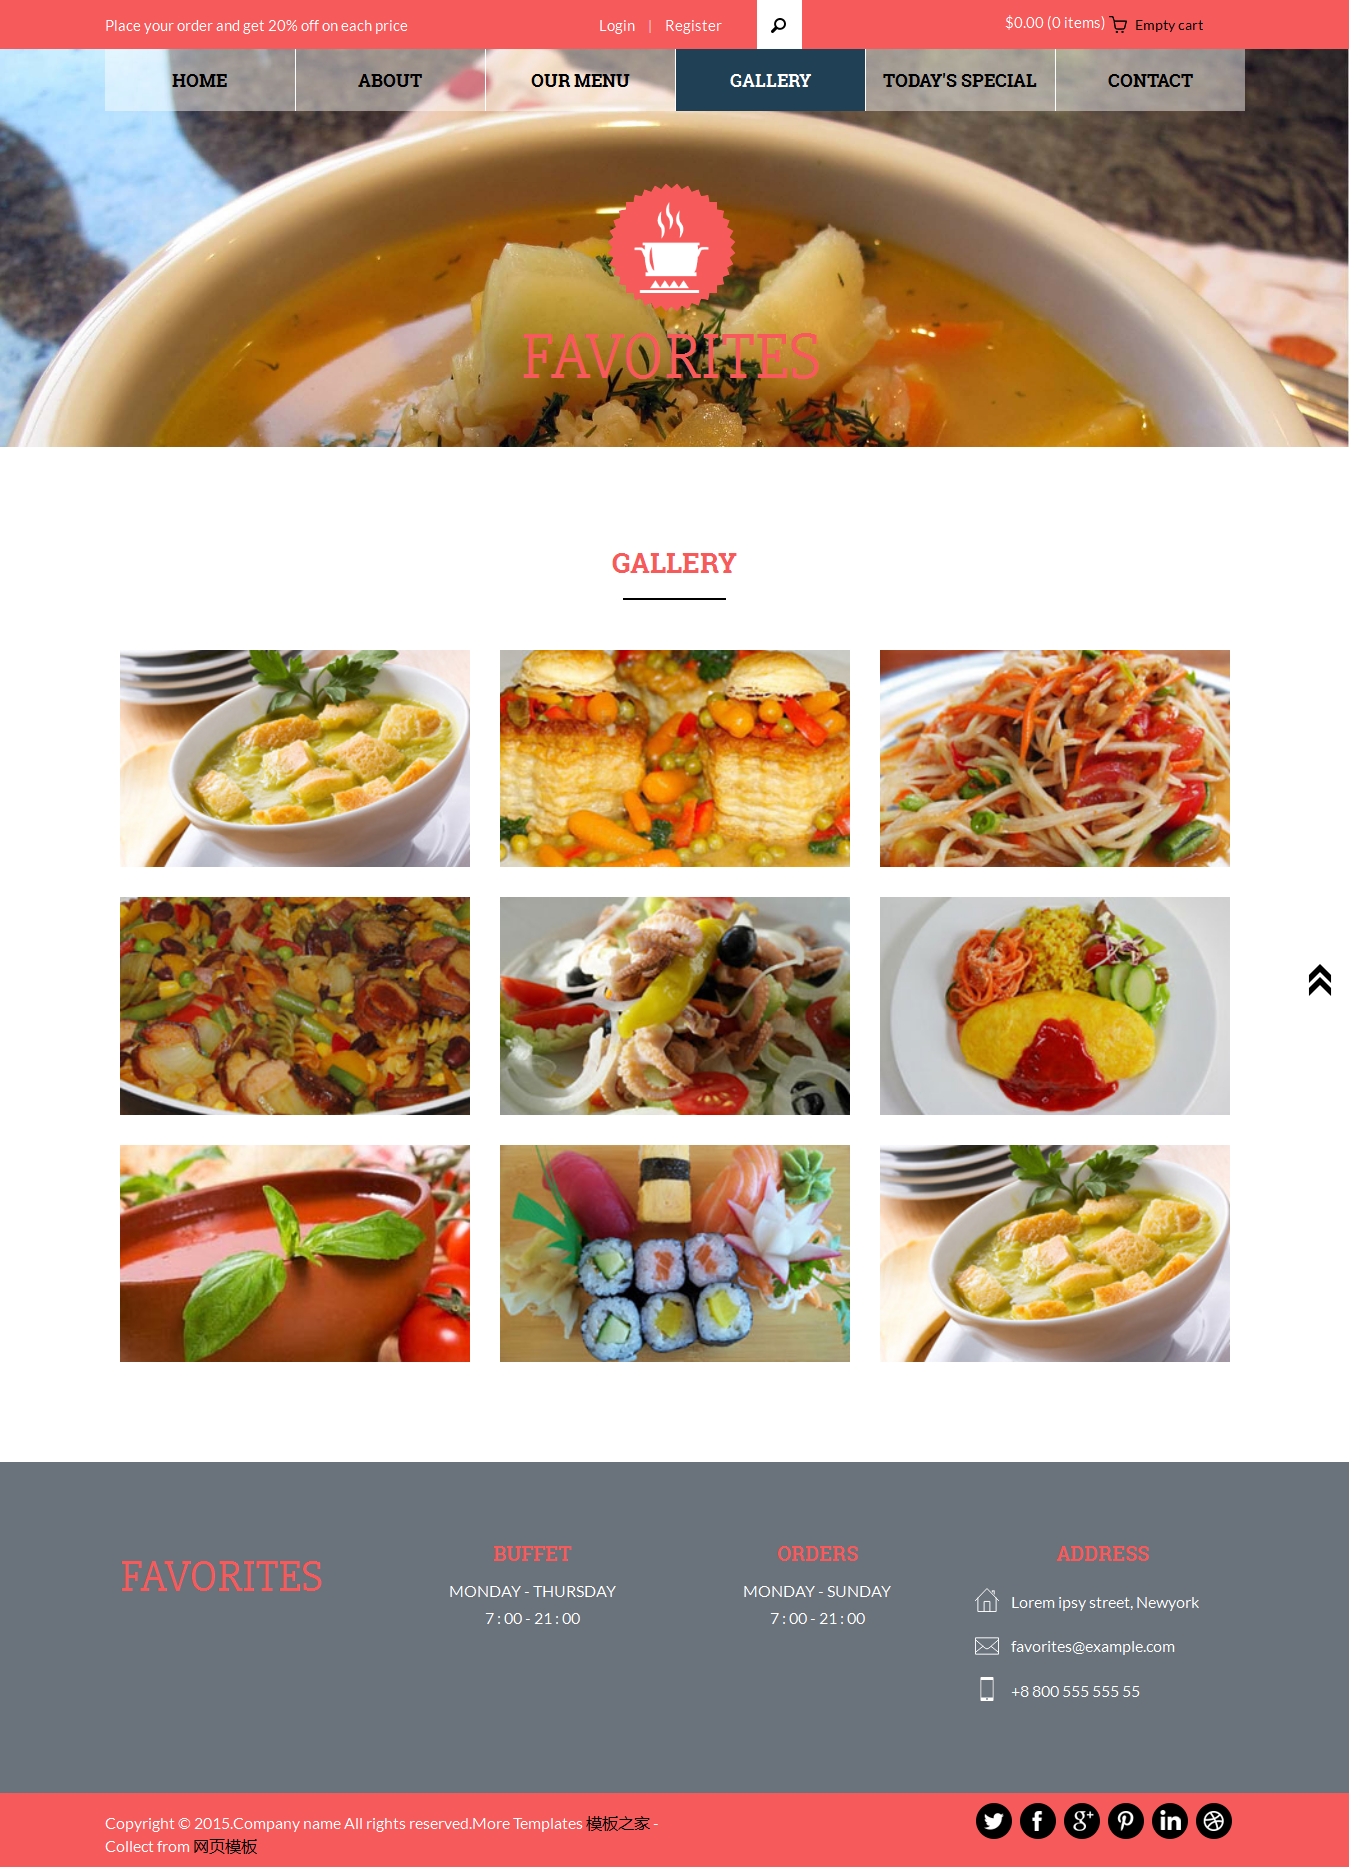 Place your order and get 20% off on each price
Login | Register
$0.00 (0 items) Empty cart
HOME ABOUT OUR MENU GALLERY TODAY'S SPECIAL CONTACT
FAVORITES
GALLERY
FAVORITES
BUFFET
MONDAY - THURSDAY
7 : 00 - 21 : 00
ORDERS
MONDAY - SUNDAY
7 : 00 - 21 : 00
ADDRESS
Lorem ipsy street, Newyork
favorites@example.com
+8 800 555 555 55
Copyright © 2015.Company name All rights reserved.More Templates 模板之家 -
Collect from 网页模板